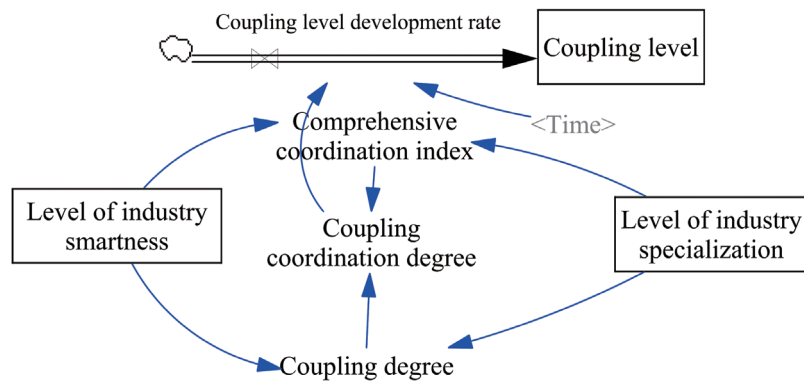 Coupling level development rate
Coupling level
<Time>
Comprehensive
coordination index
Level of industry
smartness
Coupling
coordination degree
Level of industry
specialization
Coupling degree